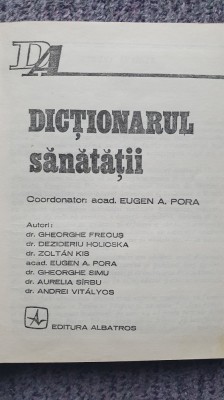 DA
DICȚIONARUL
sănătății
Coordonator: acad. EUGEN A. PORA
Autori:
dr. GHEORGHE FRECUȘ
dr. DEZIDERIU HOLICSKA
dr. ZOLTÁN KIS
acad. EUGEN A. PORA
dr. GHEORGHE SIMU
dr. AURELIA SÎRBU
dr. ANDREI VITÁLYOS
EDITURA ALBATROS